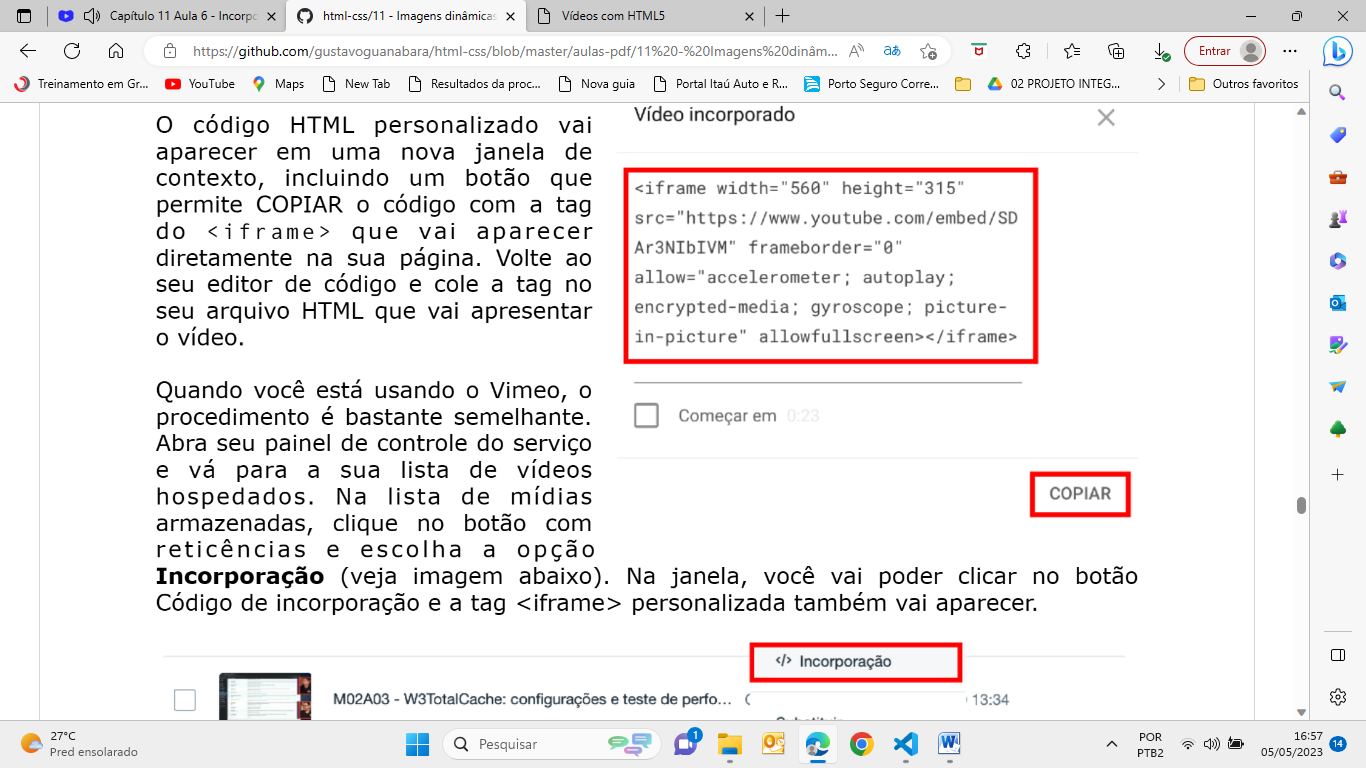 Capítulo 11 Aula 6 - Incorpo
html-css/11 - Imagens dinâmicas
Vídeos com HTML5
https://github.com/gustavoguanabara/html-css/blob/master/aulas-pdf/11%20-%20Imagens%20dinâm...
Entrar
Treinamento em Gr...
YouTube
Maps
New Tab
Resultados da proc...
Nova guia
Portal Itaú Auto e R...
Porto Seguro Corre...
02 PROJETO INTEG...
Outros favoritos
O código HTML personalizado vai
aparecer em uma nova janela de
contexto, incluindo um botão que
permite COPIAR o código com a tag
do <iframe> que vai aparecer
diretamente na sua página. Volte ao
seu editor de código e cole a tag no
seu arquivo HTML que vai apresentar
o vídeo.
Quando você está usando o Vimeo, o
procedimento é bastante semelhante.
Abra seu painel de controle do serviço
e vá para a sua lista de vídeos
hospedados. Na lista de mídias
armazenadas, clique no botão com
reticências e escolha a opção
Incorporação (veja imagem abaixo). Na janela, você vai poder clicar no botão
Código de incorporação e a tag <iframe> personalizada também vai aparecer.
Vídeo incorporado
<iframe width="560" height="315"
src="https://www.youtube.com/embed/SD
Ar3NIbIVM" frameborder="0"
allow="accelerometer; autoplay;
encrypted-media; gyroscope; picture-
in-picture" allowfullscreen></iframe>
Começar em 0:23
COPIAR
</> Incorporação
M02A03 - W3TotalCache: configurações e teste de perfo...
13:34
27°C
Pred ensolarado
Pesquisar
1
POR
PTB2
16:57
05/05/2023
14